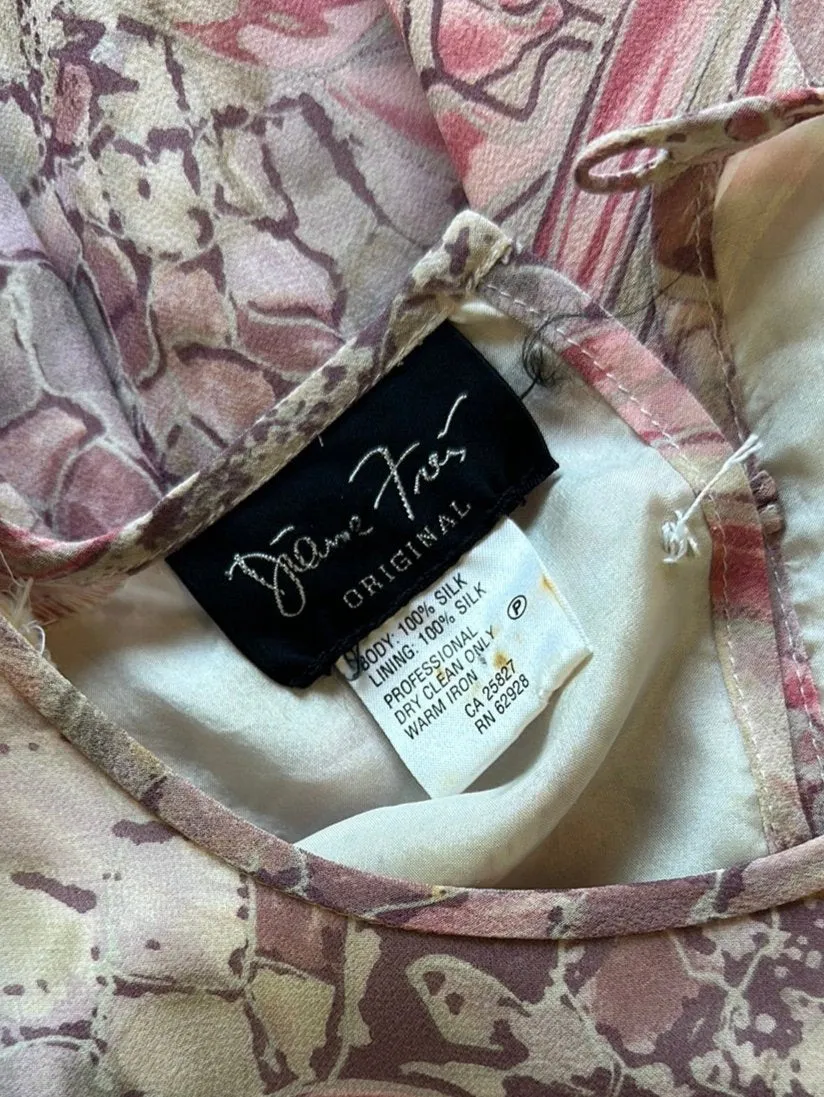 Diane Freis
ORIGINAL
BODY: 100% SILK
LINING: 100% SILK
PROFESSIONAL
DRY CLEAN ONLY Ⓟ
WARM IRON
CA 25827
RN 62928